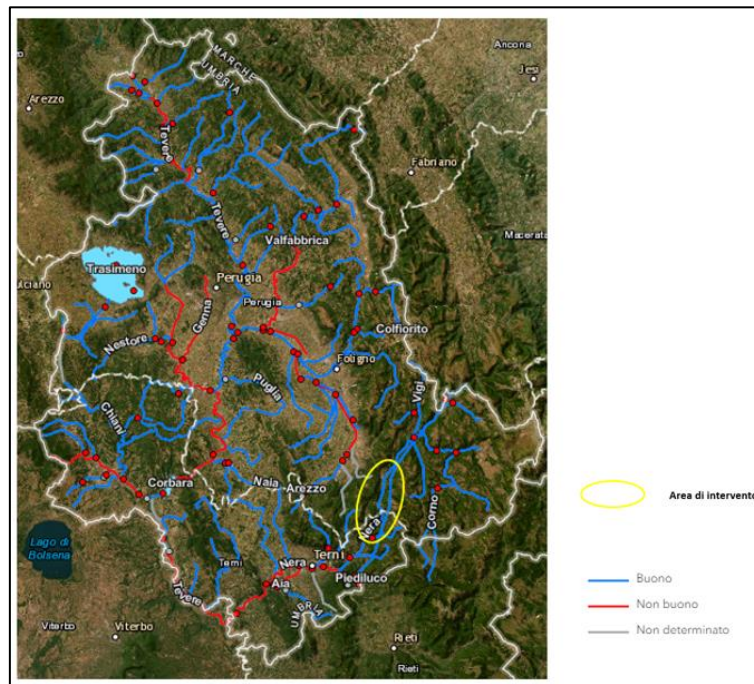 Ancona
Jesi
MARCHE
UMBRIA
Arezzo
Tevere
Fabriano
Tevere
Valfabbrica
Macerata
Trasimeno
Perugia
Genna
Perugia
Colfiorito
Nestore
Foligno
Puglia
Vigi
Chiani
Corbara
Naia
Arezzo
Nera
Corno
Area di intervento
Lago di
Bolsena
Nera
Terni
Terni
Piediluco
Aia
Buono
Tevere
UMBRIA
Non buono
Viterbo
Viterbo
Rieti
Non determinato
Rieti